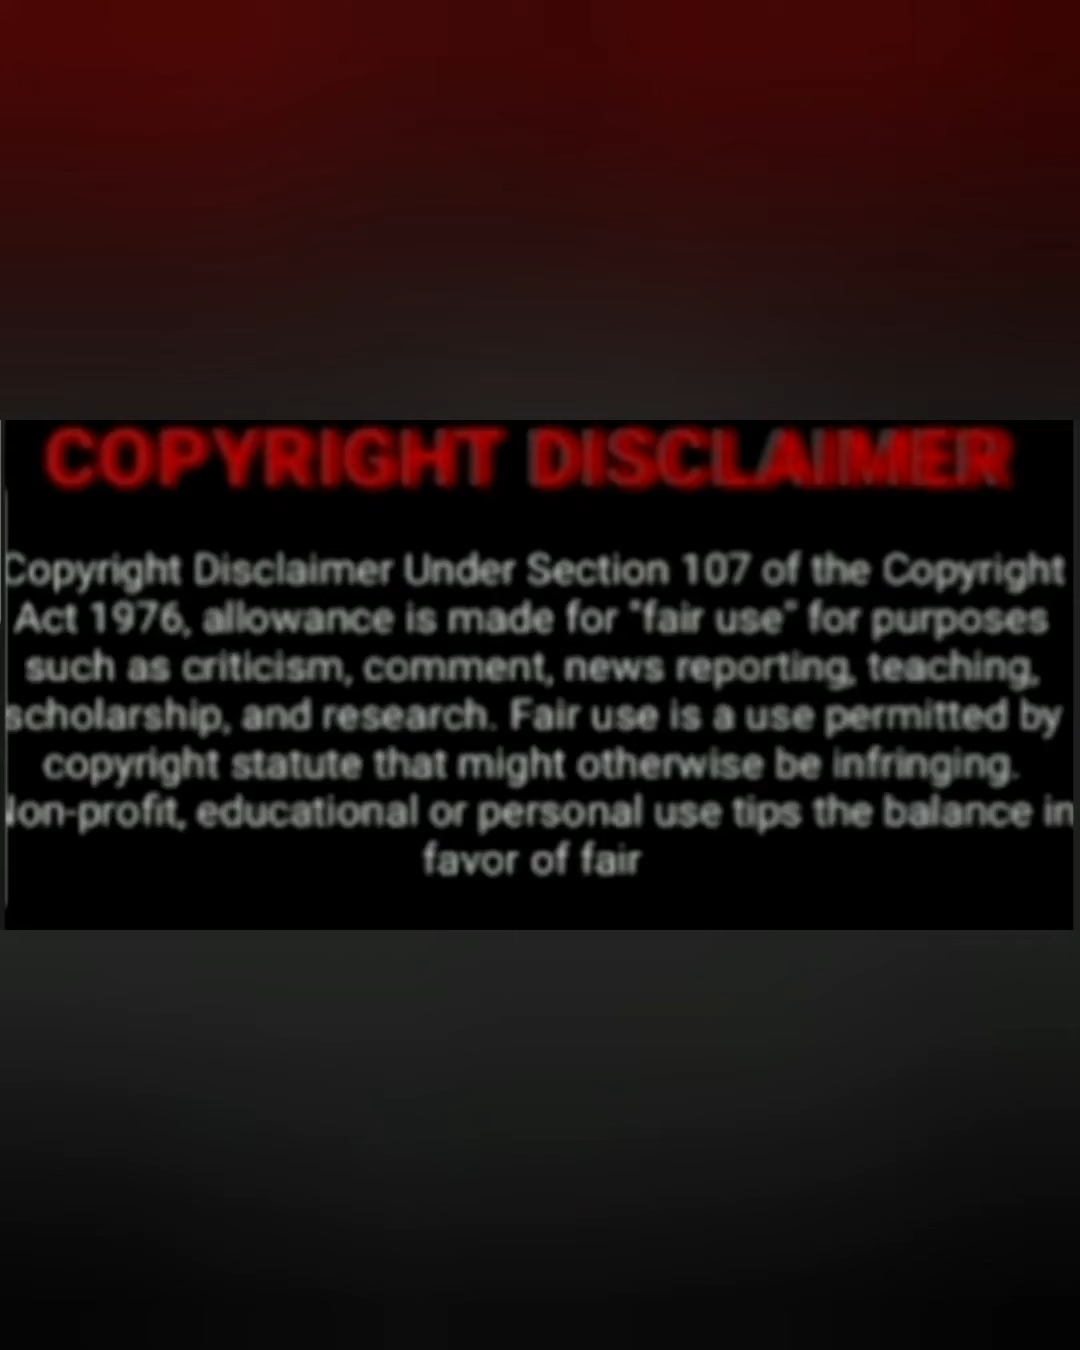 COPYRIGHT DISCLAIMER
Copyright Disclaimer Under Section 107 of the Copyright
Act 1976, allowance is made for "fair use" for purposes
such as criticism, comment, news reporting, teaching,
scholarship, and research. Fair use is a use permitted by
copyright statute that might otherwise be infringing.
Non-profit, educational or personal use tips the balance in
favor of fair